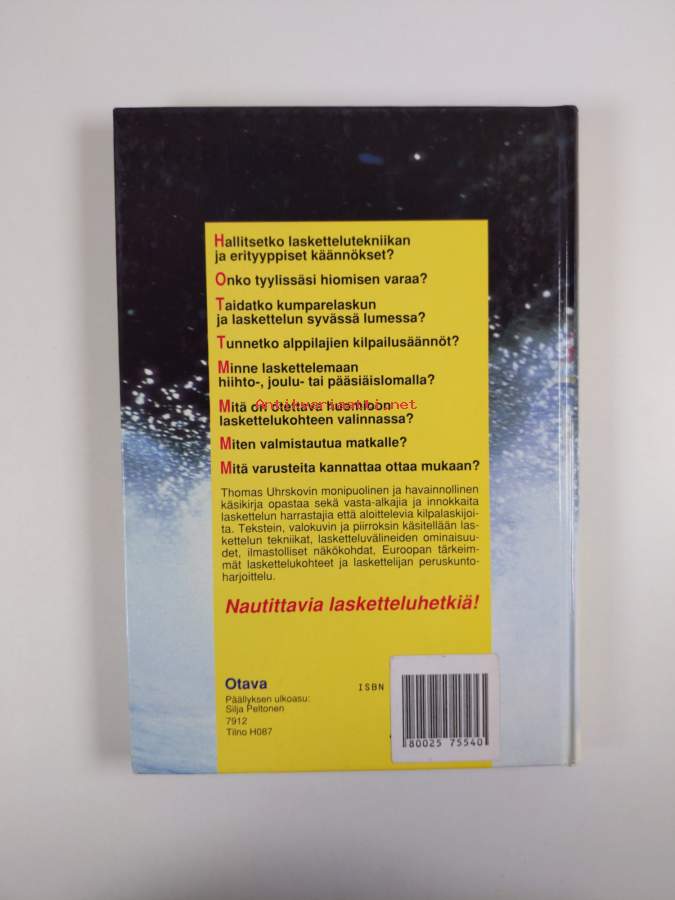 Hallitsetko laskettelutekniikan
ja erityyppiset käännökset?
Onko tyylissäsi hiomisen varaa?
Taidatko kumparelaskun
ja laskettelun syvässä lumessa?
Tunnetko alppilajien kilpailusäännöt?
Minne laskettelemaan
hiihto-, joulu- tai pääsiäislomalla?
Mitä on otettava huomioon
laskettelukohteen valinnassa?
Antikvariaatti.net
Miten valmistautua matkalle?
Mitä varusteita kannattaa ottaa mukaan?
Thomas Uhrskovin monipuolinen ja havainnollinen
käsikirja opastaa sekä vasta-alkajia ja innokkaita
laskettelun harrastajia että aloittelevia kilpalaskijoi-
ta. Tekstein, valokuvin ja piirroksin käsitellään las-
kettelun tekniikat, lasketteluvälineiden ominaisuu-
det, ilmastolliset näkökohdat, Euroopan tärkeim-
mät laskettelukohteet ja laskettelijan peruskunto-
harjoittelu.
Nautittavia lasketteluhetkiä!
Otava
ISBN
Päällyksen ulkoasu:
Silja Peltonen
7912
Tilno H087
80025 75540